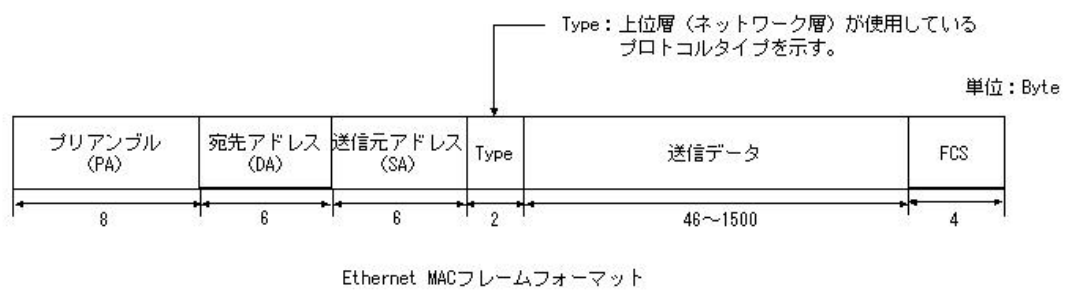 Type:上位層(ネットワーク層)が使用している
プロトコルタイプを示す。
単位:Byte
プリアンブル
(PA)
宛先アドレス
(DA)
送信元アドレス
(SA)
Type
送信データ
FCS
8
6
6
2
46〜1500
4
Ethernet MACフレームフォーマット